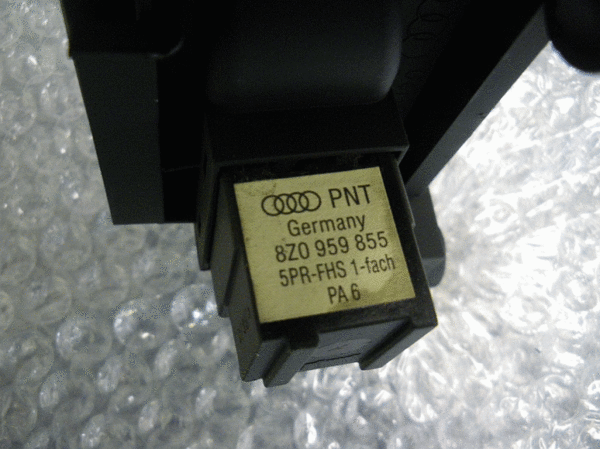 PNT
Germany
8Z0 959 855
5PR-FHS 1-fach
PA 6